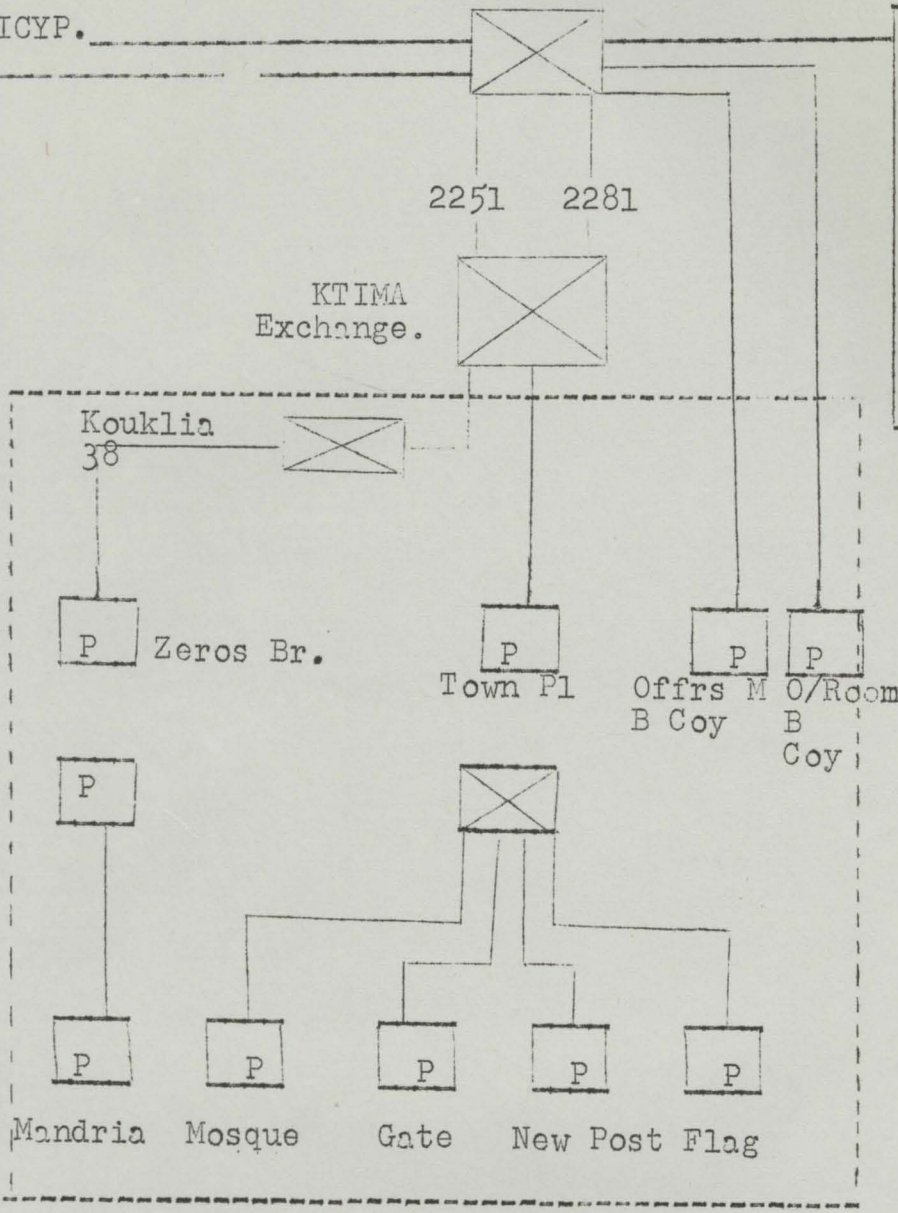 ICYP.
2251 2281
KTIMA
Exchange.
Kouklia
38
P Zeros Br.
P
Town Pl
P
Offrs M
B Coy
P
O/Room
B
Coy
P
P
Mandria
P
Mosque
P
Gate
P
New Post
P
Flag